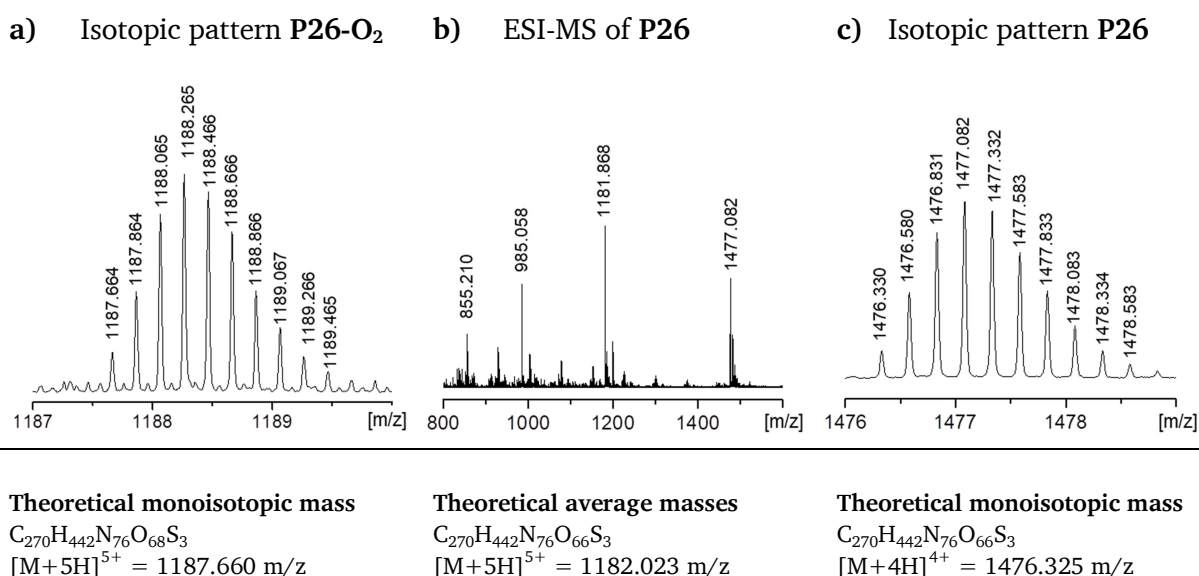 a) Isotopic pattern P26-O₂
b) ESI-MS of P26
c) Isotopic pattern P26
1187.664
1187.864
1188.065
1188.265
1188.466
1188.666
1188.866
1189.067
1189.266
1189.465
1187 1188 1189 [m/z]
855.210
985.058
1181.868
1477.082
800 1000 1200 1400 [m/z]
1476.330
1476.580
1476.831
1477.082
1477.332
1477.583
1477.833
1478.083
1478.334
1478.583
1476 1477 1478 [m/z]
Theoretical monoisotopic mass
C₂₇₀H₄₄₂N₇₆O₆₈S₃
[M+5H]⁵⁺ = 1187.660 m/z
Theoretical average masses
C₂₇₀H₄₄₂N₇₆O₆₆S₃
[M+5H]⁵⁺ = 1182.023 m/z
Theoretical monoisotopic mass
C₂₇₀H₄₄₂N₇₆O₆₆S₃
[M+4H]⁴⁺ = 1476.325 m/z